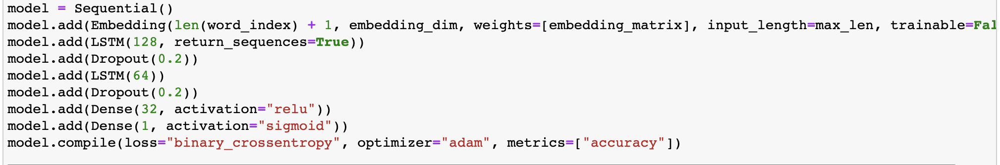 model = Sequential()
model.add(Embedding(len(word_index) + 1, embedding_dim, weights=[embedding_matrix], input_length=max_len, trainable=Fal
model.add(LSTM(128, return_sequences=True))
model.add(Dropout(0.2))
model.add(LSTM(64))
model.add(Dropout(0.2))
model.add(Dense(32, activation="relu"))
model.add(Dense(1, activation="sigmoid"))
model.compile(loss="binary_crossentropy", optimizer="adam", metrics=["accuracy"])